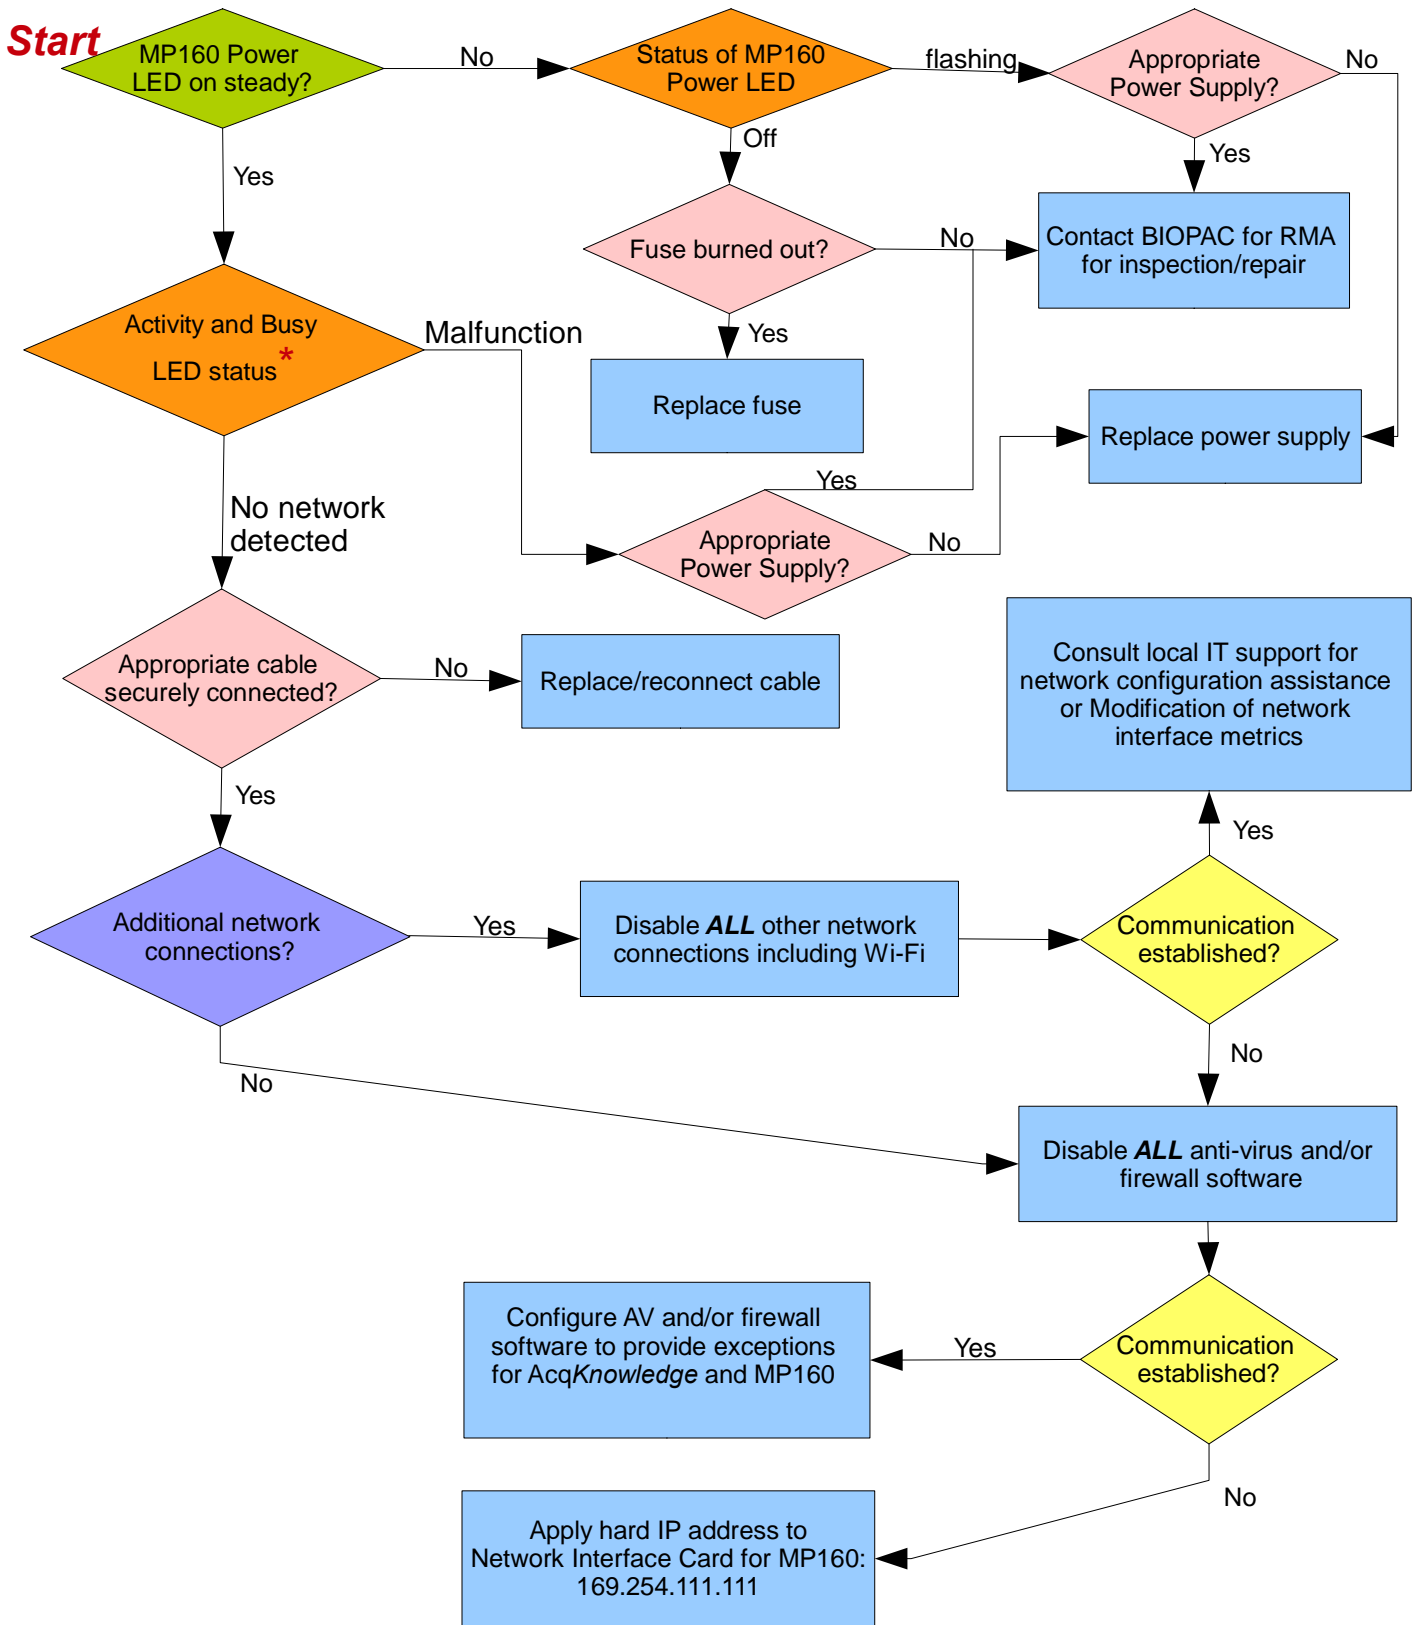 Start
MP160 Power
LED on steady?
No
Status of MP160
Power LED
flashing
Appropriate
Power Supply?
No
Yes
Off
Yes
Fuse burned out?
No
Contact BIOPAC for RMA
for inspection/repair
Activity and Busy
LED status*
Malfunction
Yes
Replace fuse
Replace power supply
Yes
No network
detected
Appropriate
Power Supply?
No
Appropriate cable
securely connected?
No
Replace/reconnect cable
Consult local IT support for
network configuration assistance
or Modification of network
interface metrics
Yes
Yes
Additional network
connections?
Yes
Disable ALL other network
connections including Wi-Fi
Communication
established?
No
No
Disable ALL anti-virus and/or
firewall software
Configure AV and/or firewall
software to provide exceptions
for AcqKnowledge and MP160
Yes
Communication
established?
No
Apply hard IP address to
Network Interface Card for MP160:
169.254.111.111